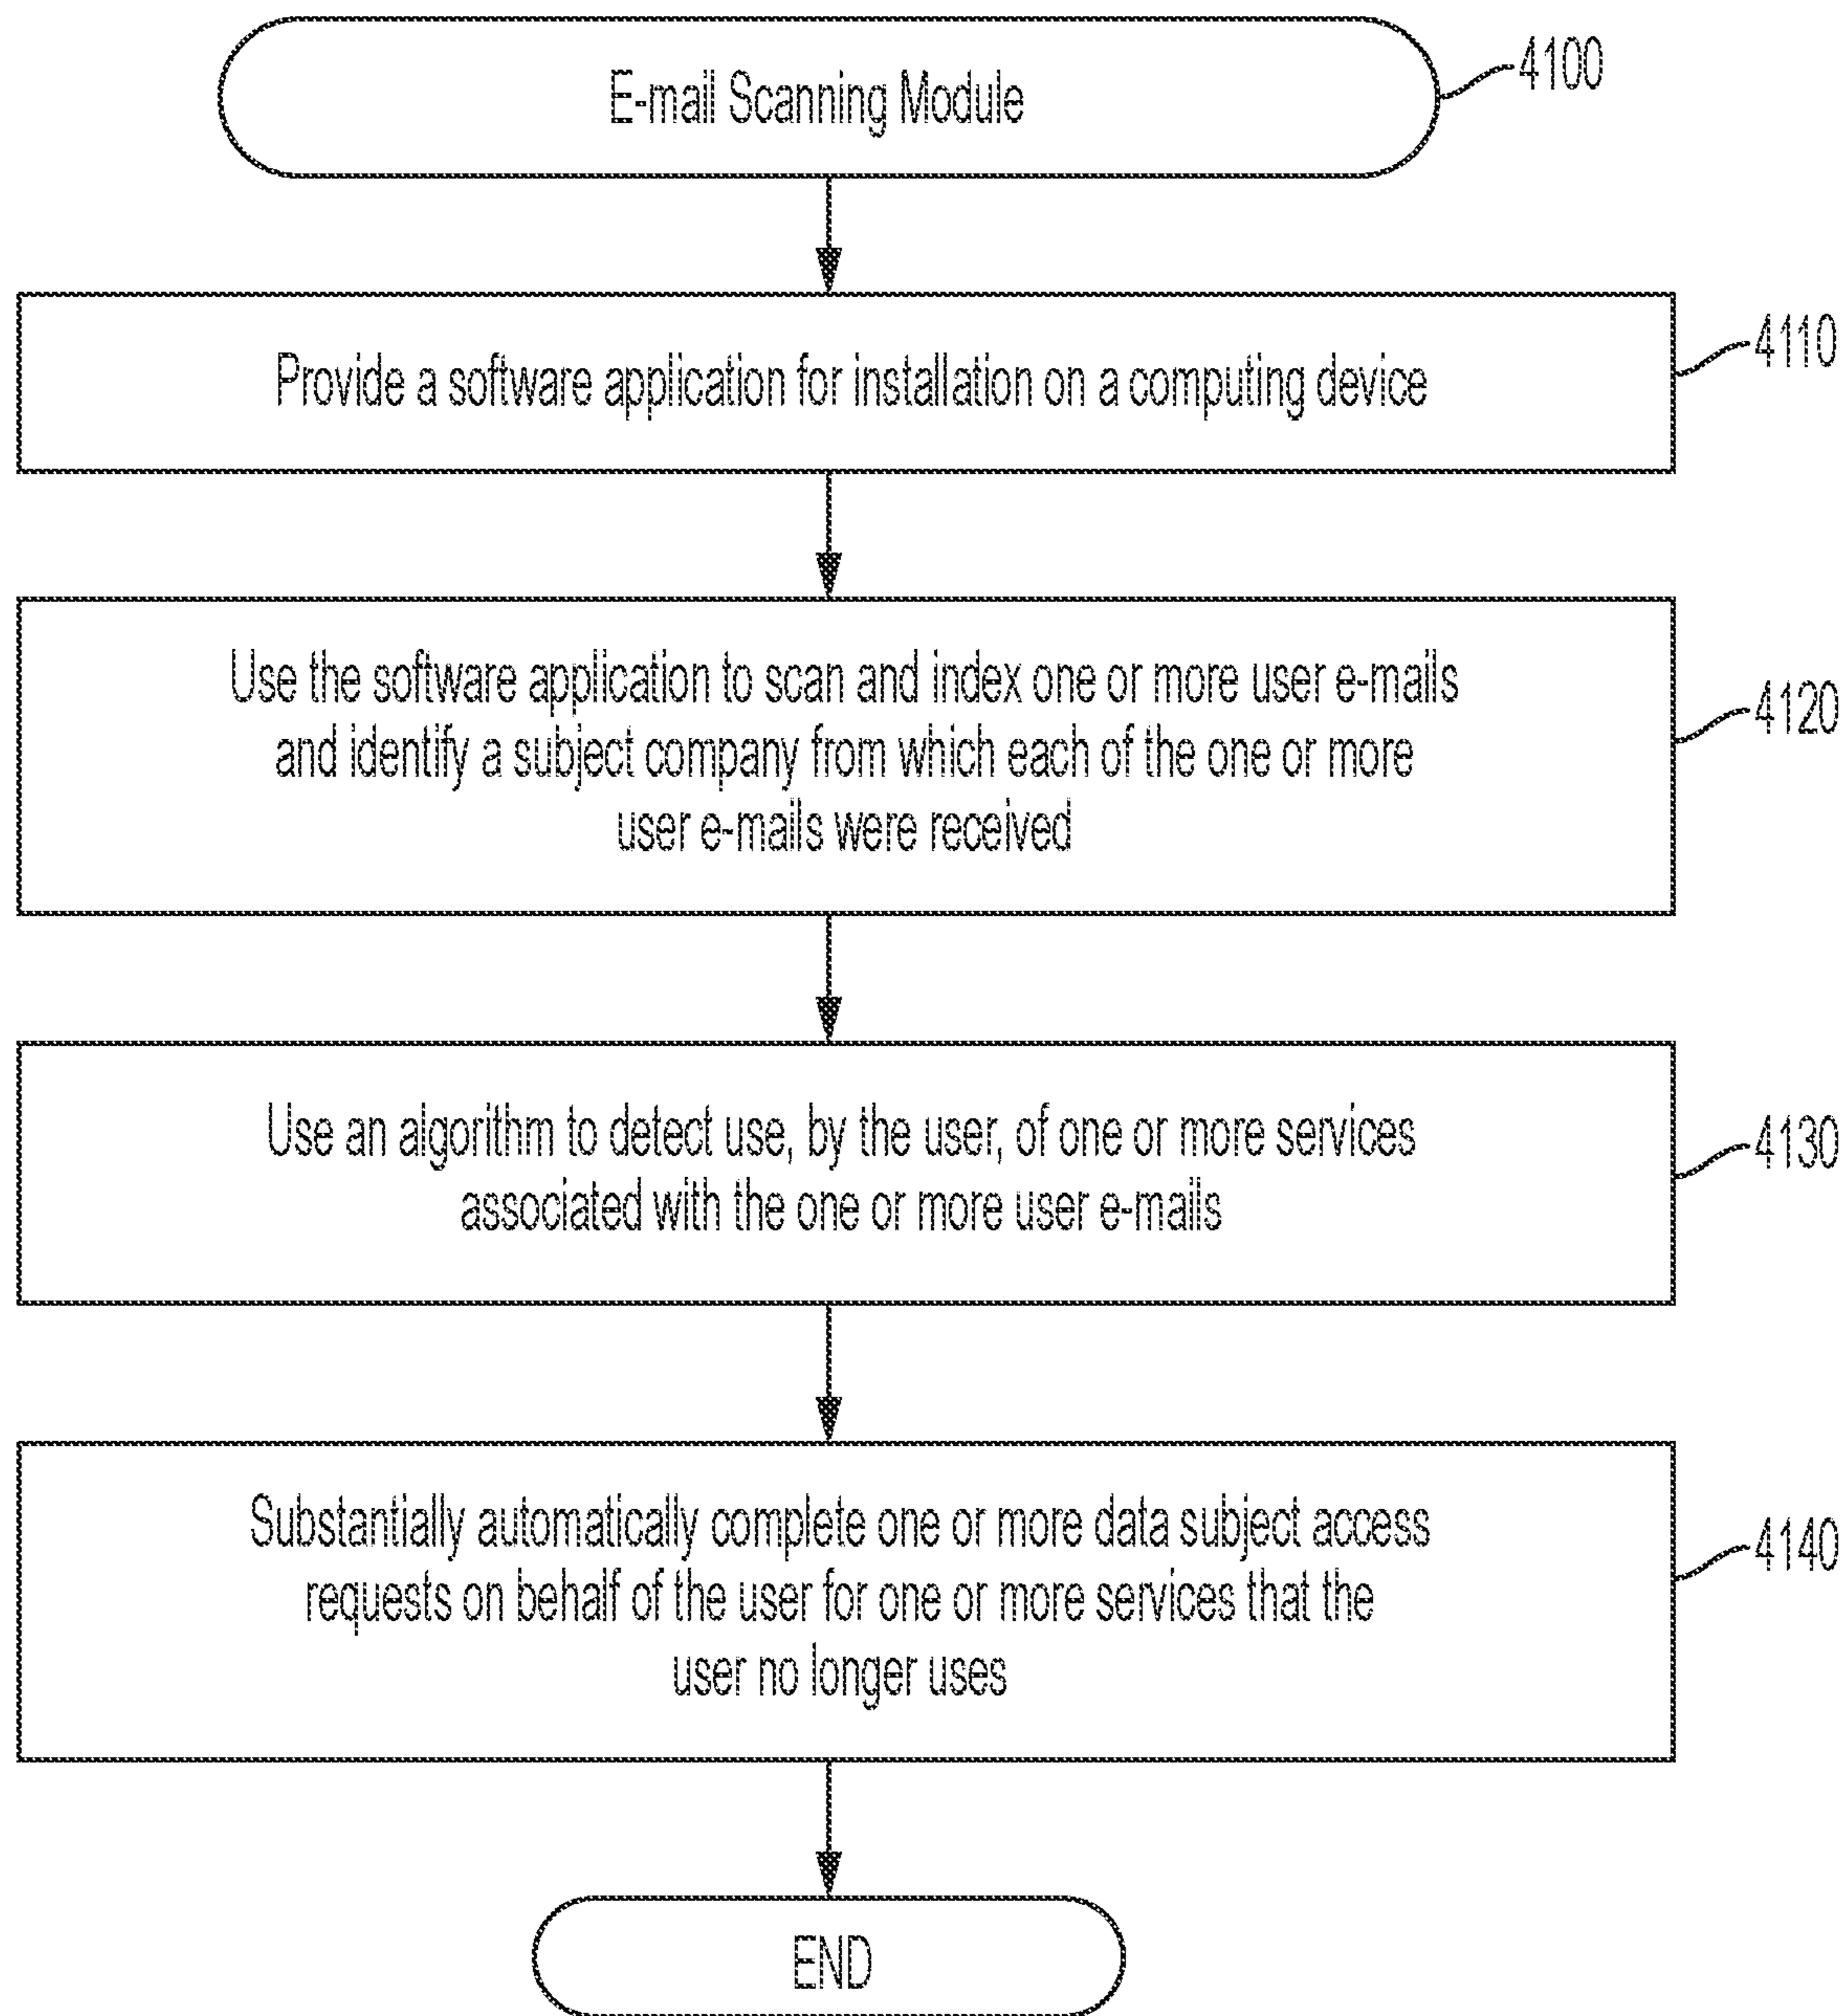 E-mail Scanning Module
4100
Provide a software application for installation on a computing device
4110
Use the software application to scan and index one or more user e-mails
and identify a subject company from which each of the one or more
user e-mails were received
4120
Use an algorithm to detect use, by the user, of one or more services
associated with the one or more user e-mails
4130
Substantially automatically complete one or more data subject access
requests on behalf of the user for one or more services that the
user no longer uses
4140
END